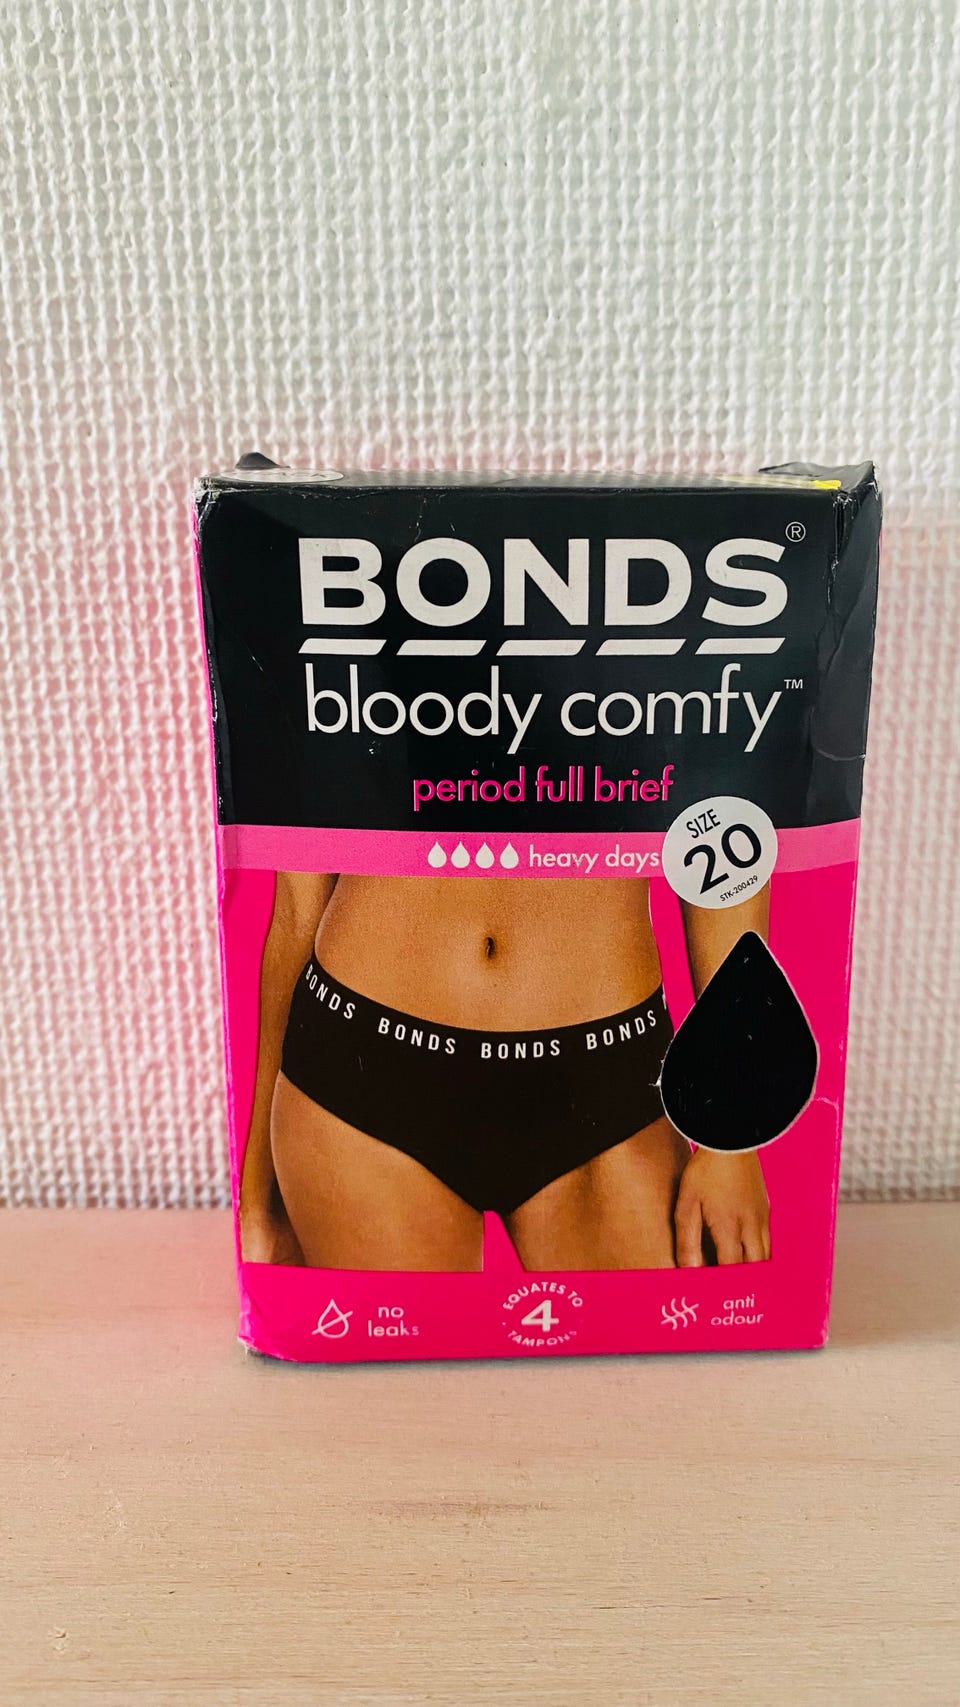 BONDS®
bloody comfy™
period full brief
heavy days
SIZE
20
STK-200429
BONDS BONDS BONDS BONDS
no
leaks
EQUATES TO
4
TAMPONS
anti
odour